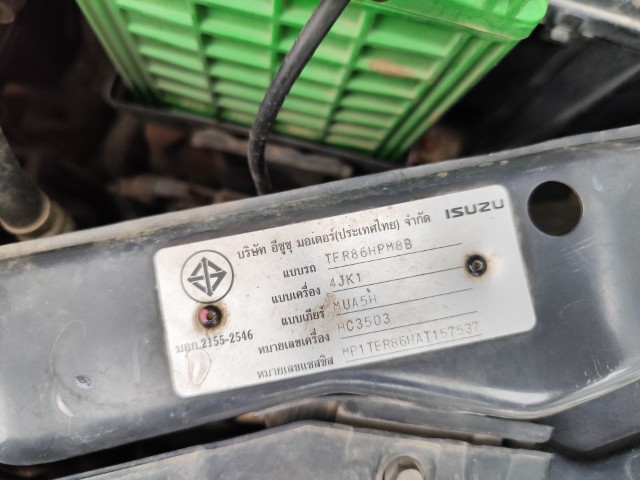 บริษัท อีซูซุ มอเตอร์(ประเทศไทย) จำกัด ISUZU
แบบรถ TFR86HPM8B
แบบเครื่อง 4JK1
แบบเกียร์ MUA5H
มอก.2155-2546 หมายเลขเครื่อง HC3503
หมายเลขแชสซิส MP1TFR86HAT157537